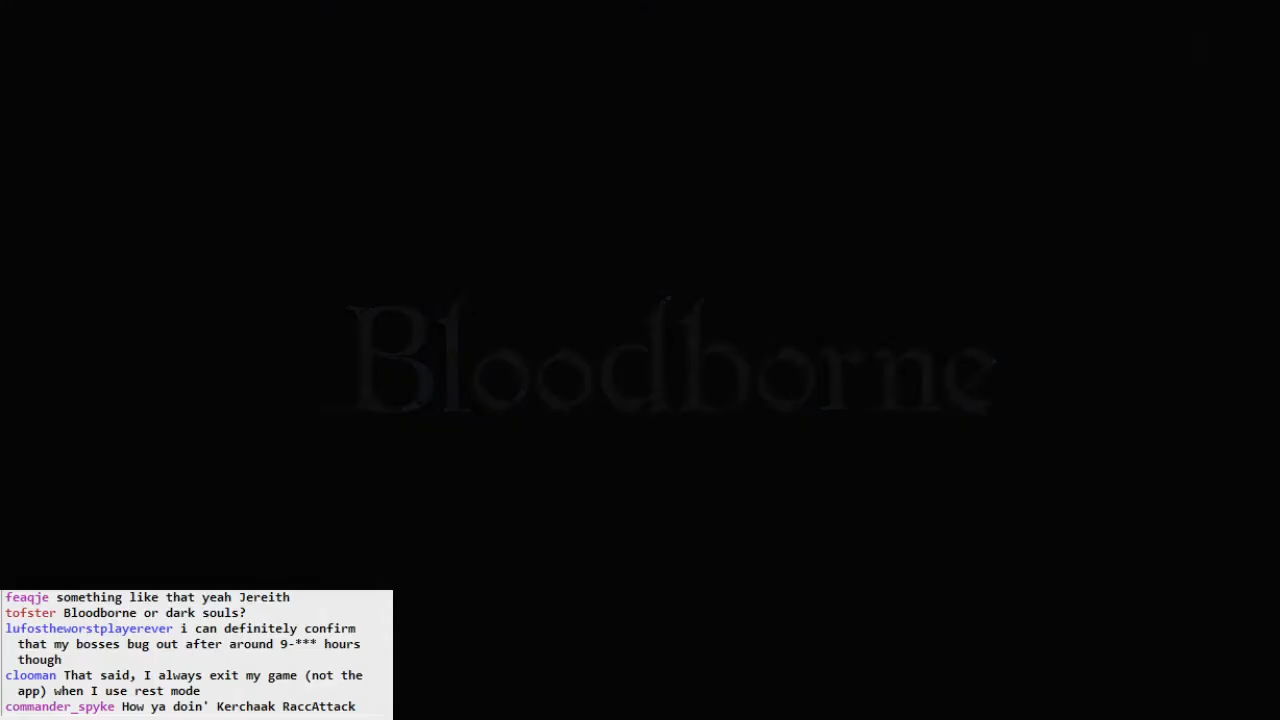 Bloodborne
feaqje something like that yeah Jereith
tofster Bloodborne or dark souls?
lufostheworstplayerever i can definitely confirm
that my bosses bug out after around 9-*** hours
though
clooman That said, I always exit my game (not the
app) when I use rest mode
commander_spyke How ya doin' Kerchaak RaccAttack